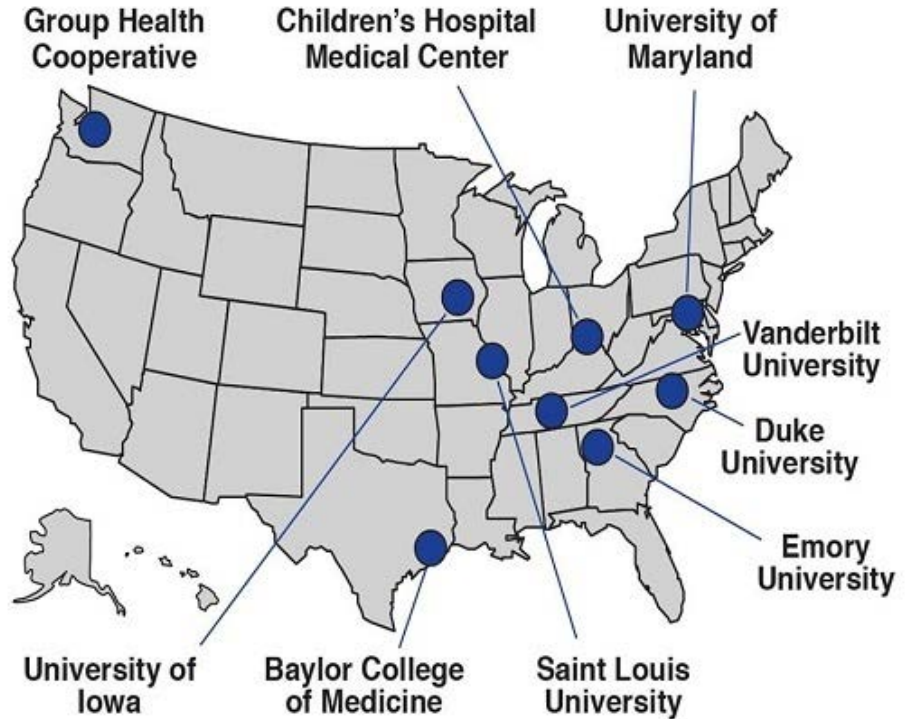 Group Health
Cooperative
Children's Hospital
Medical Center
University of
Maryland
Vanderbilt
University
Duke
University
Emory
University
University of
Iowa
Baylor College
of Medicine
Saint Louis
University